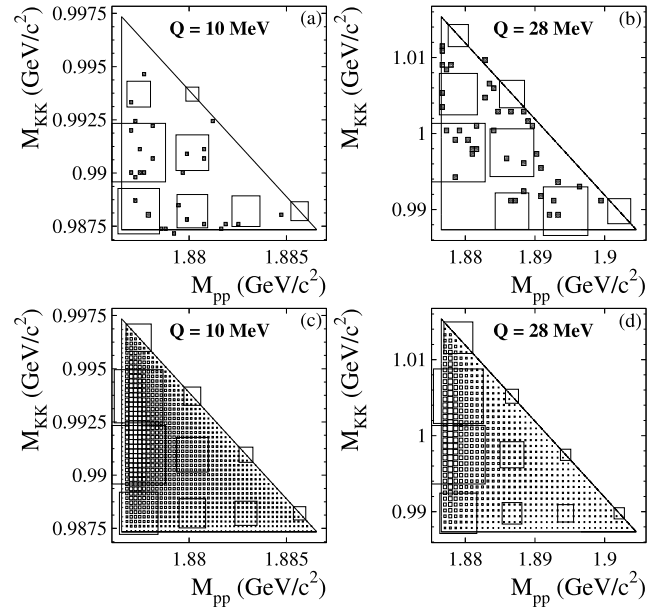 0.9975
(a)
Q = 10 MeV
0.995
0.9925
0.99
0.9875
M_KK (GeV/c²)
1.88
1.885
M_pp (GeV/c²)
(b)
Q = 28 MeV
1.01
1
0.99
M_KK (GeV/c²)
1.88
1.89
1.9
M_pp (GeV/c²)
0.9975
(c)
Q = 10 MeV
0.995
0.9925
0.99
0.9875
M_KK (GeV/c²)
1.88
1.885
M_pp (GeV/c²)
(d)
Q = 28 MeV
1.01
1
0.99
M_KK (GeV/c²)
1.88
1.89
1.9
M_pp (GeV/c²)